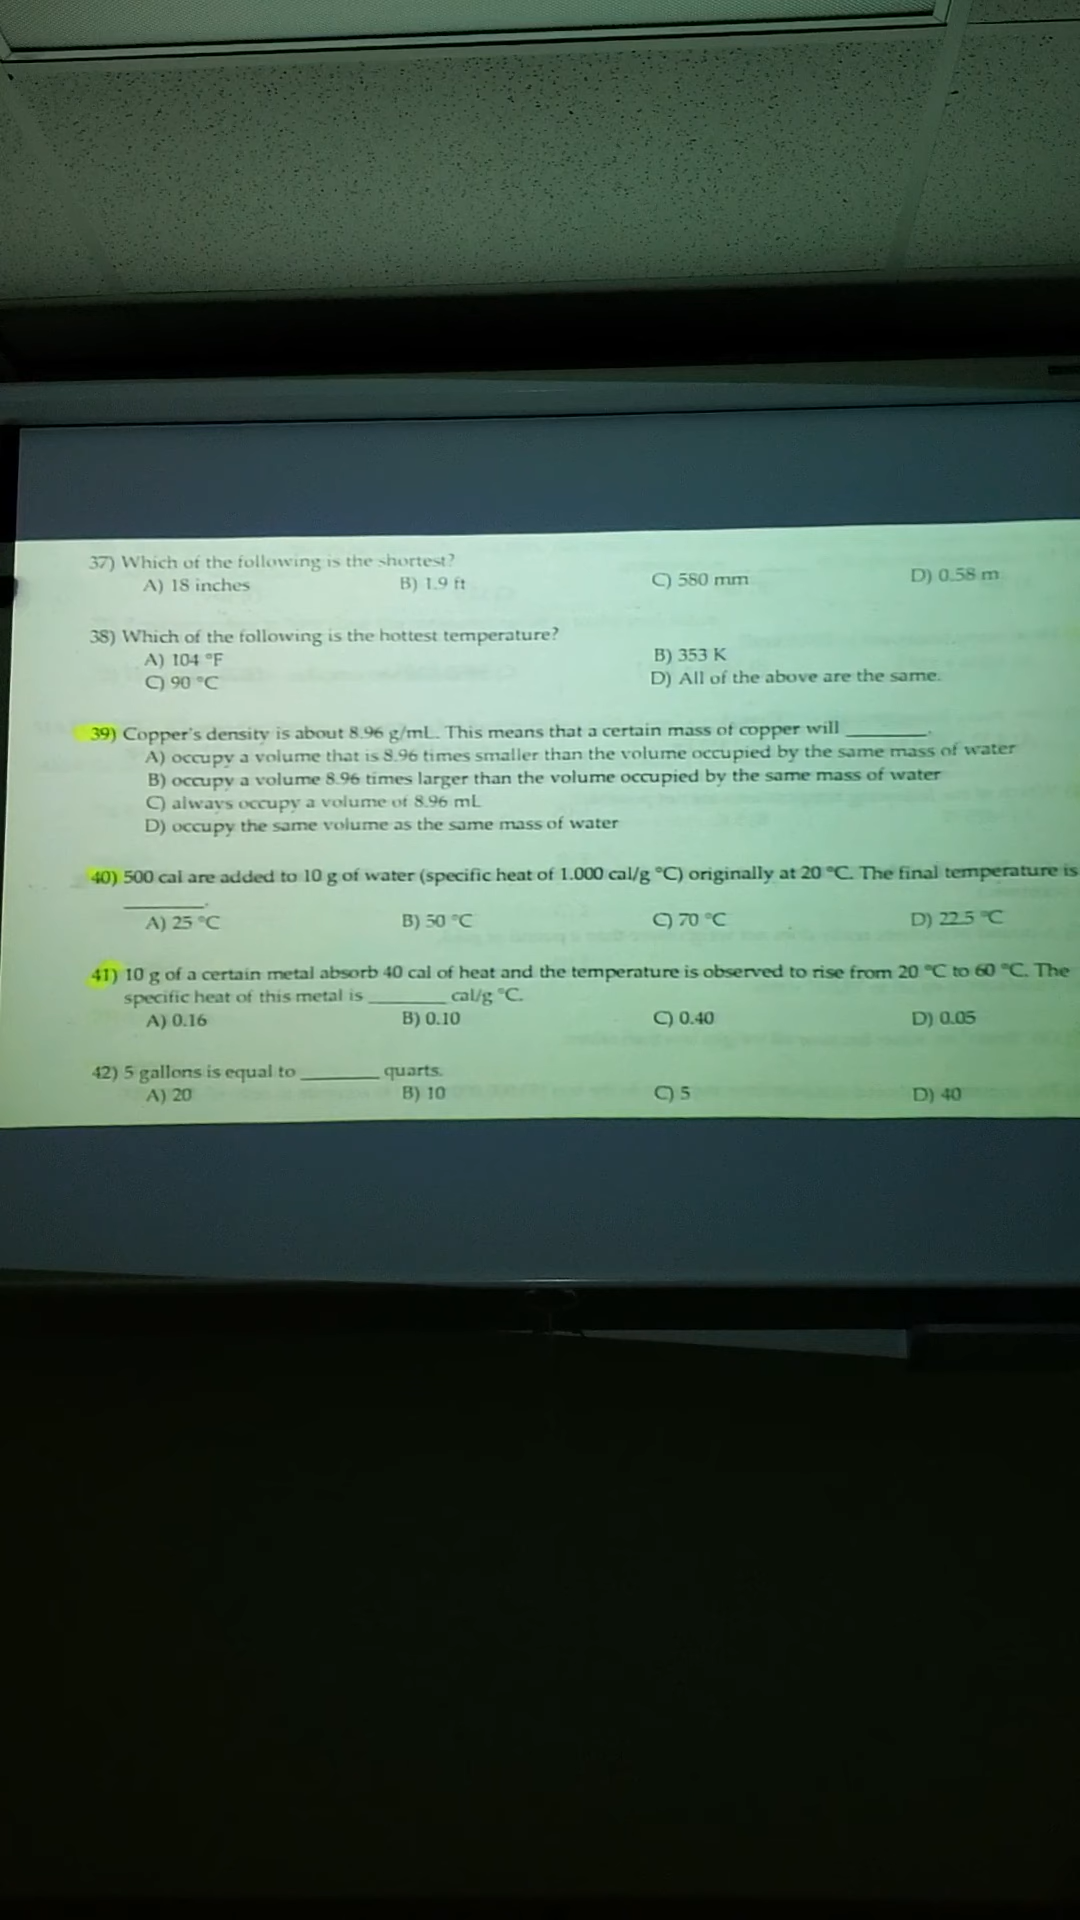 37) Which of the following is the shortest?
A) 18 inches B) 1.9 ft C) 580 mm D) 0.58 m
38) Which of the following is the hottest temperature?
A) 104 °F B) 353 K
C) 90 °C D) All of the above are the same.
39) Copper's density is about 8.96 g/mL. This means that a certain mass of copper will ________.
A) occupy a volume that is 8.96 times smaller than the volume occupied by the same mass of water
B) occupy a volume 8.96 times larger than the volume occupied by the same mass of water
C) always occupy a volume of 8.96 mL
D) occupy the same volume as the same mass of water
40) 500 cal are added to 10 g of water (specific heat of 1.000 cal/g °C) originally at 20 °C. The final temperature is
________.
A) 25 °C B) 50 °C C) 70 °C D) 22.5 °C
41) 10 g of a certain metal absorb 40 cal of heat and the temperature is observed to rise from 20 °C to 60 °C. The
specific heat of this metal is ________ cal/g °C.
A) 0.16 B) 0.10 C) 0.40 D) 0.05
42) 5 gallons is equal to ________ quarts.
A) 20 B) 10 C) 5 D) 40